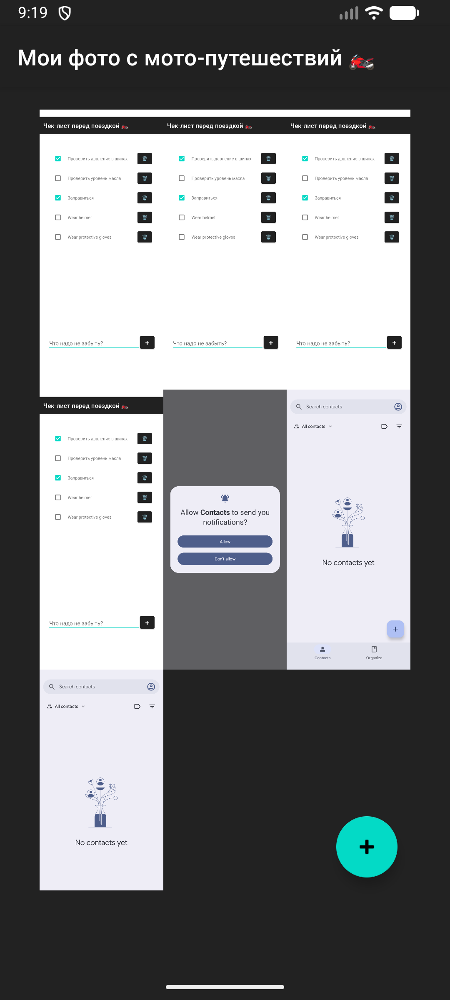 9:19
Мои фото с мото-путешествий 🏍
Чек-лист перед поездкой 🏍
Проверить давление в шинах
Проверить уровень масла
Заправиться
Wear helmet
Wear protective gloves
Что надо не забыть?
+
Чек-лист перед поездкой 🏍
Проверить давление в шинах
Проверить уровень масла
Заправиться
Wear helmet
Wear protective gloves
Что надо не забыть?
+
Чек-лист перед поездкой 🏍
Проверить давление в шинах
Проверить уровень масла
Заправиться
Wear helmet
Wear protective gloves
Что надо не забыть?
+
Чек-лист перед поездкой 🏍
Проверить давление в шинах
Проверить уровень масла
Заправиться
Wear helmet
Wear protective gloves
Что надо не забыть?
+
Allow Contacts to send you
notifications?
Allow
Don't allow
Search contacts
All contacts
No contacts yet
+
Contacts
Organize
Search contacts
All contacts
No contacts yet
+